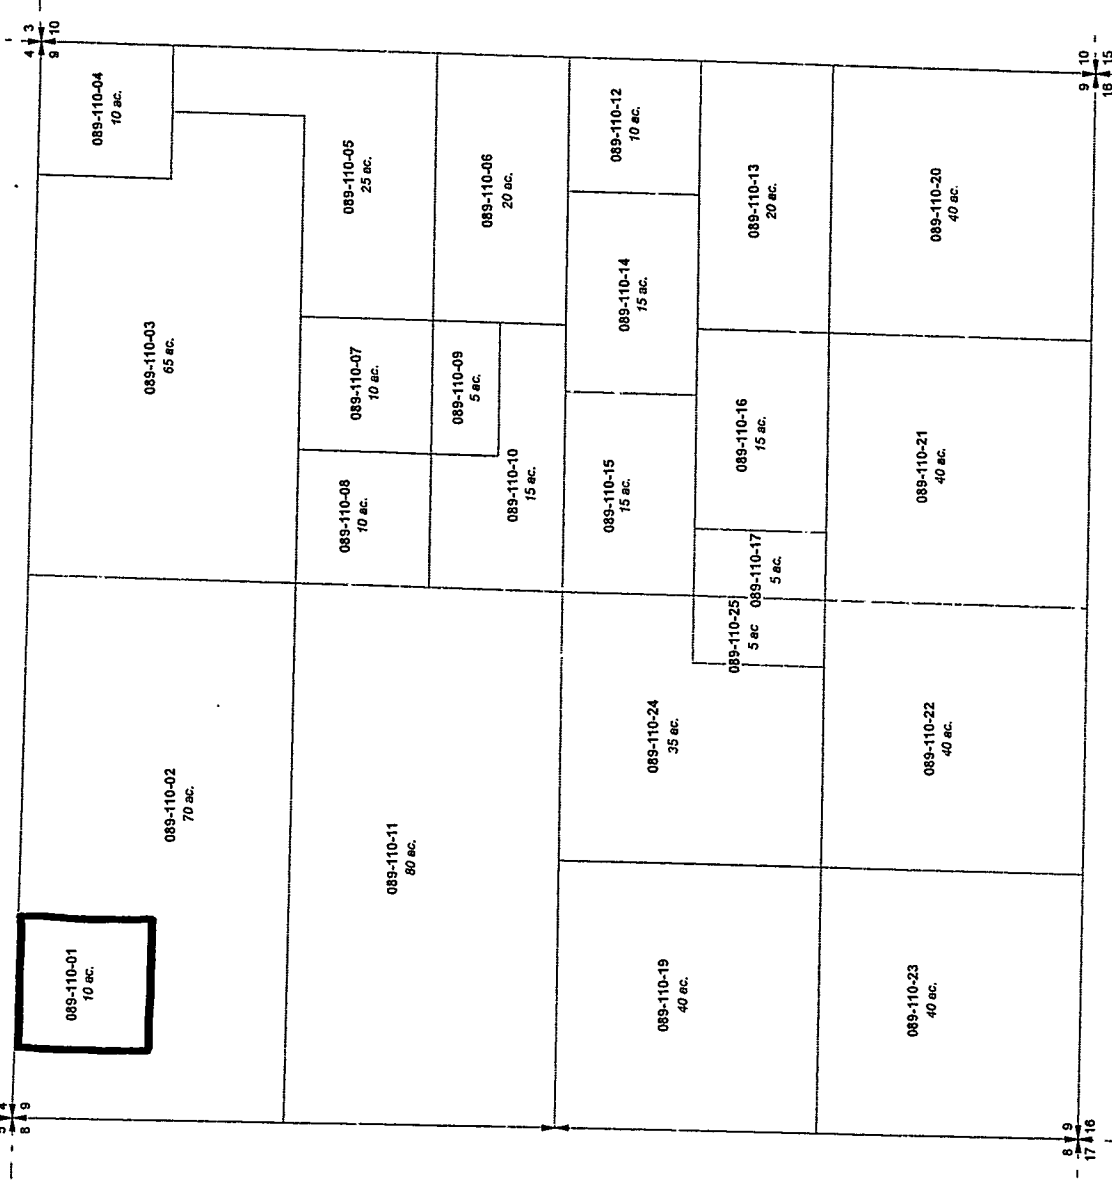 5 4
8 9
4 3
9 10
089-110-01
10 ac.
089-110-02
70 ac.
089-110-03
65 ac.
089-110-04
10 ac.
089-110-11
80 ac.
089-110-08
10 ac.
089-110-07
10 ac.
089-110-05
25 ac.
089-110-10
15 ac.
089-110-09
5 ac.
089-110-06
20 ac.
089-110-19
40 ac.
089-110-24
35 ac.
089-110-15
15 ac.
089-110-14
15 ac.
089-110-12
10 ac.
089-110-25
5 ac
089-110-17
5 ac.
089-110-16
15 ac.
089-110-13
20 ac.
089-110-23
40 ac.
089-110-22
40 ac.
089-110-21
40 ac.
089-110-20
40 ac.
8 9
17 16
9 10
16 15